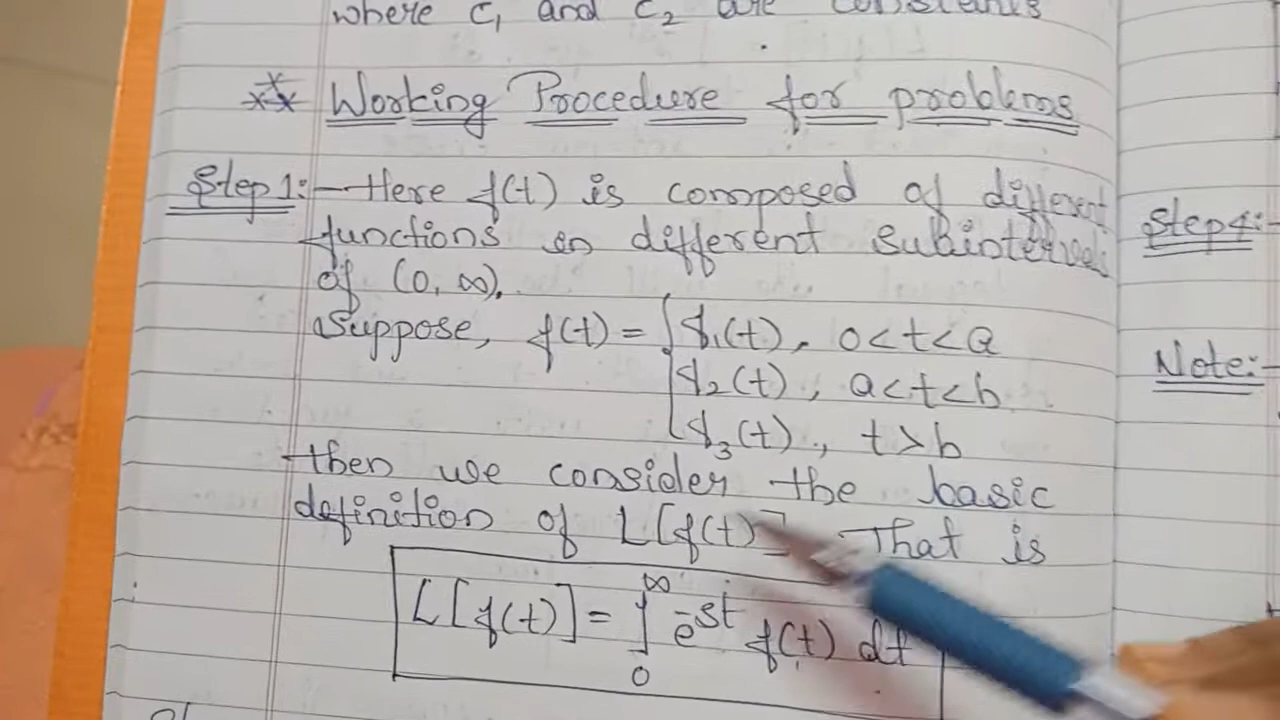 where C₁ and C₂ are constants
*** Working Procedure for problems
Step 1:- Here f(t) is composed of different
functions in different subintervals
of (0, ∞).
Suppose, f(t) = { f₁(t), 0<t<a
f₂(t), a<t<b
f₃(t), t>b
then we consider the basic
definition of L[f(t)] That is
L[f(t)] = ∫₀^∞ e^-st f(t) dt
Step 4:-
Note:-